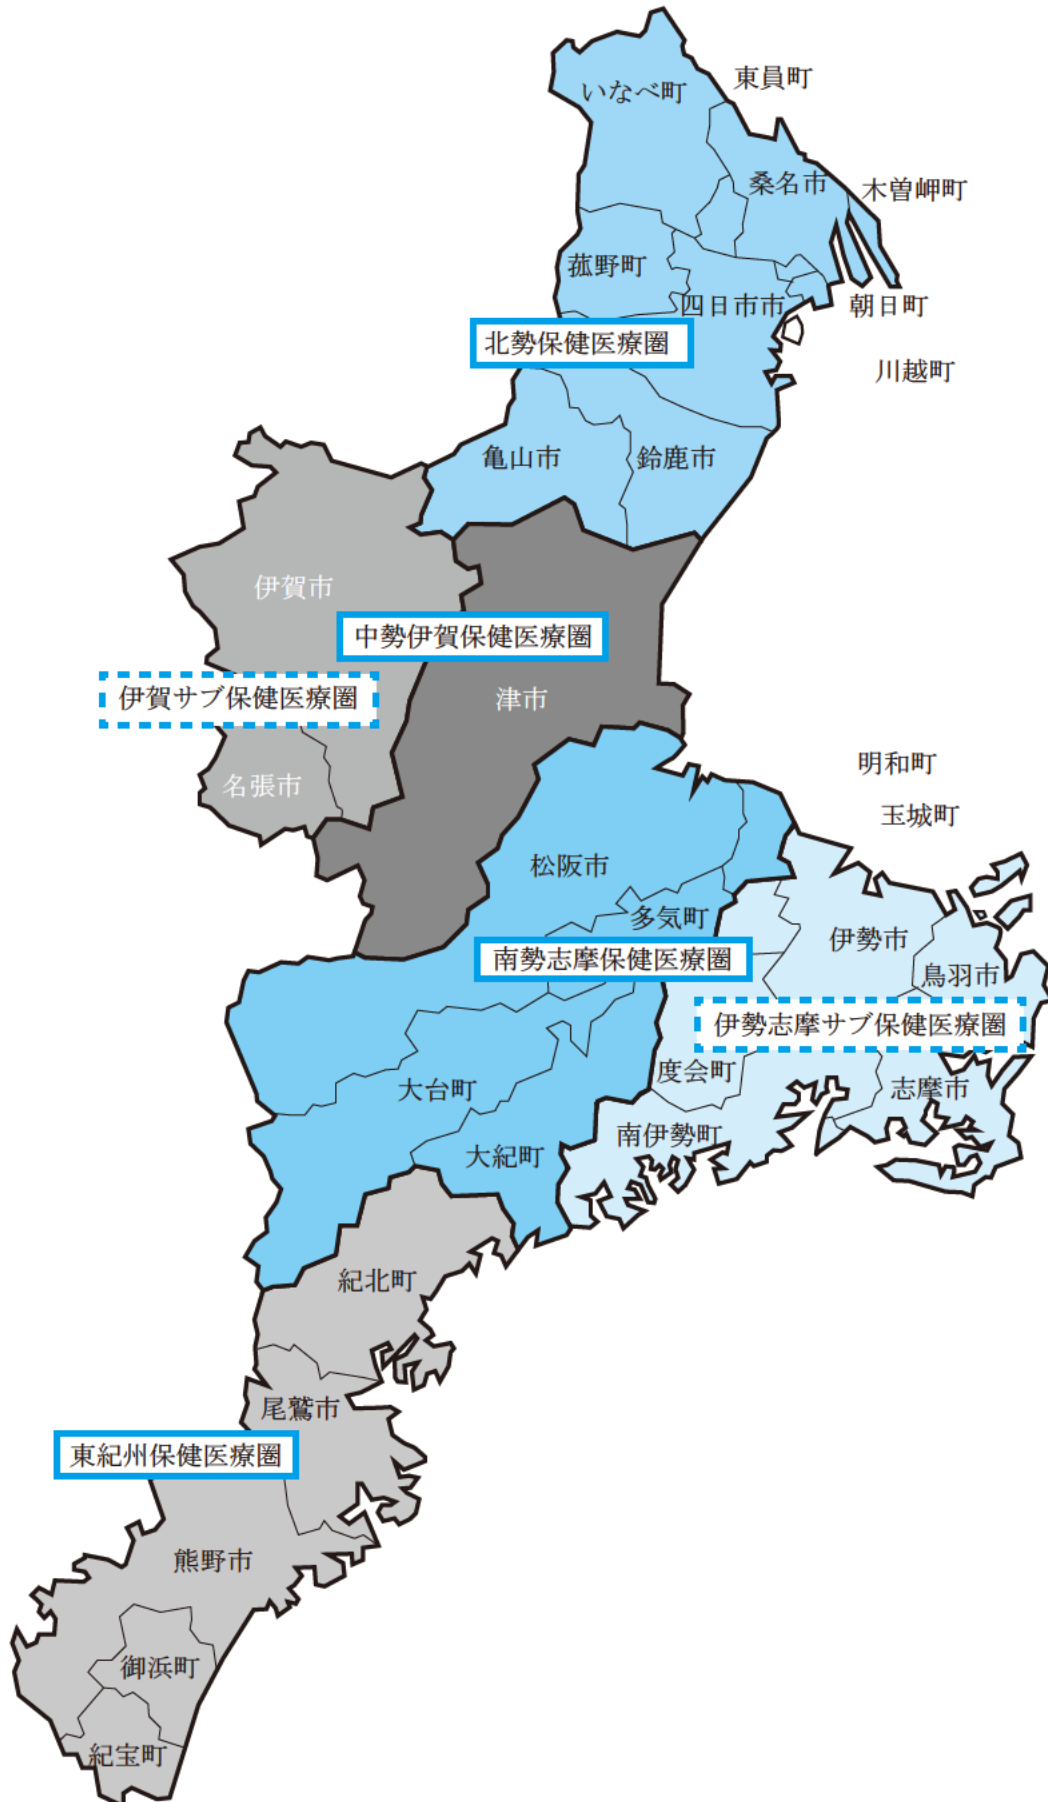 いなべ町
東員町
桑名市
木曽岬町
菰野町
四日市市
朝日町
北勢保健医療圏
川越町
亀山市
鈴鹿市
伊賀市
中勢伊賀保健医療圏
伊賀サブ保健医療圏
津市
名張市
明和町
玉城町
松阪市
多気町
伊勢市
南勢志摩保健医療圏
鳥羽市
伊勢志摩サブ保健医療圏
度会町
大台町
志摩市
南伊勢町
大紀町
紀北町
尾鷲市
東紀州保健医療圏
熊野市
御浜町
紀宝町